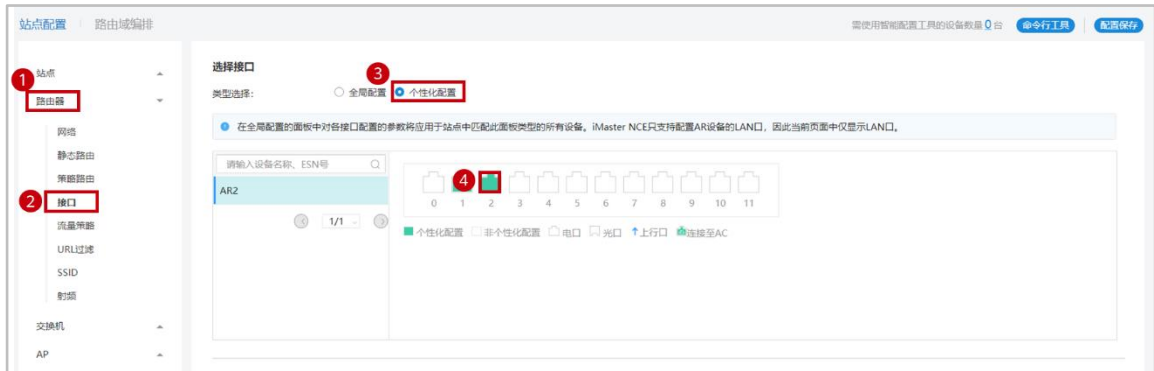 站点配置 路由域编排 需使用智能配置工具的设备数量 0 台 命令行工具 配置保存
1 站点
路由器
网络
静态路由
策略路由
2 接口
流量策略
URL过滤
SSID
射频
交换机
AP
选择接口
3
类型选择: 全局配置 个性化配置
在全局配置的面板中对各接口配置的参数将应用于站点中匹配此面板类型的所有设备。iMaster NCE只支持配置AR设备的LAN口，因此当前页面中仅显示LAN口。
请输入设备名称、ESN号
AR2
1/1
4
0 1 2 3 4 5 6 7 8 9 10 11
个性化配置 非个性化配置 电口 光口 上行口 连接至AC